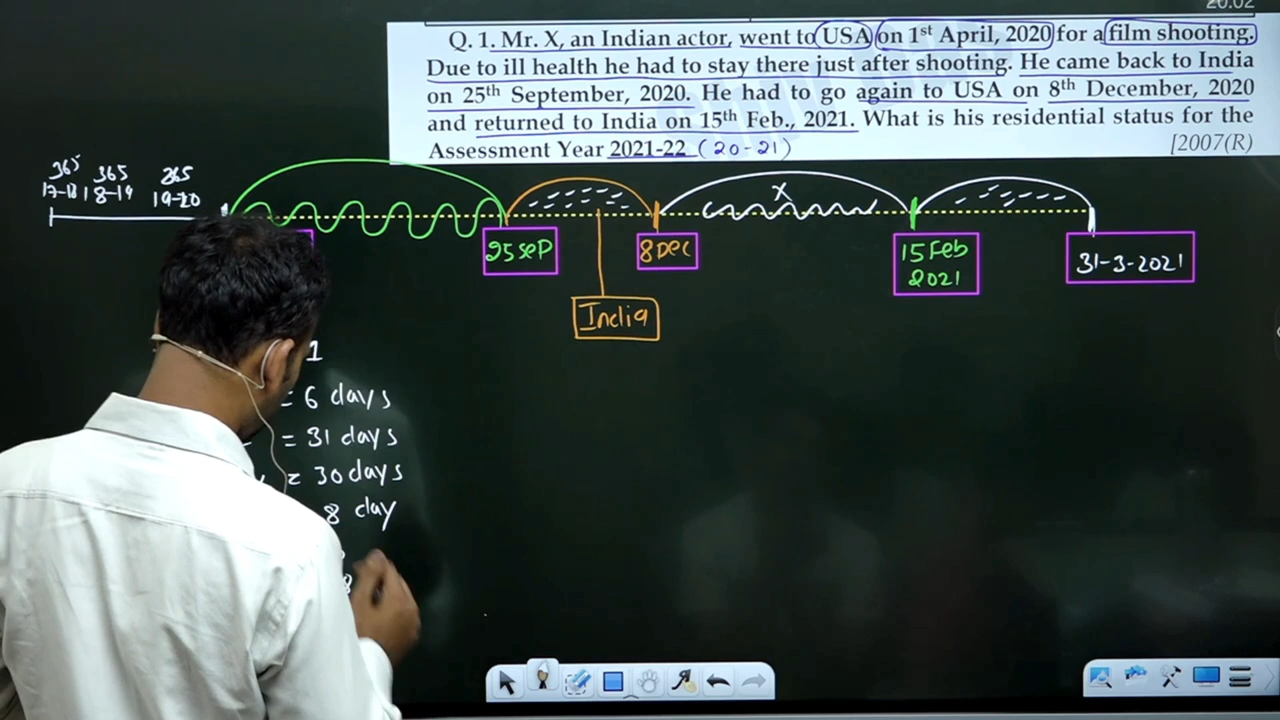 20:02
Q. 1. Mr. X, an Indian actor, went to USA on 1st April, 2020 for a film shooting.
Due to ill health he had to stay there just after shooting. He came back to India
on 25th September, 2020. He had to go again to USA on 8th December, 2020
and returned to India on 15th Feb., 2021. What is his residential status for the
Assessment Year 2021-22 (20-21) [2007(R)
365 365 365
17-18 18-19 19-20
X
25 Sep 8 Dec 15 Feb 2021 31-3-2021
India
1
= 6 days
= 31 days
= 30 days
8 day
8